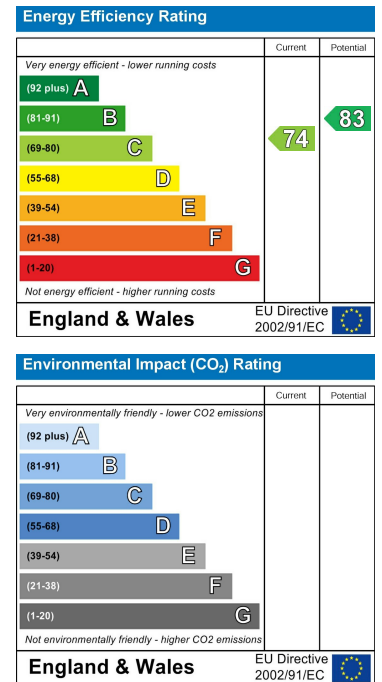 Energy Efficiency Rating
Current Potential
Very energy efficient - lower running costs
(92 plus) A
(81-91) B
(69-80) C
(55-68) D
(39-54) E
(21-38) F
(1-20) G
74
83
Not energy efficient - higher running costs
England & Wales
EU Directive
2002/91/EC
Environmental Impact (CO₂) Rating
Current Potential
Very environmentally friendly - lower CO2 emissions
(92 plus) A
(81-91) B
(69-80) C
(55-68) D
(39-54) E
(21-38) F
(1-20) G
Not environmentally friendly - higher CO2 emissions
England & Wales
EU Directive
2002/91/EC